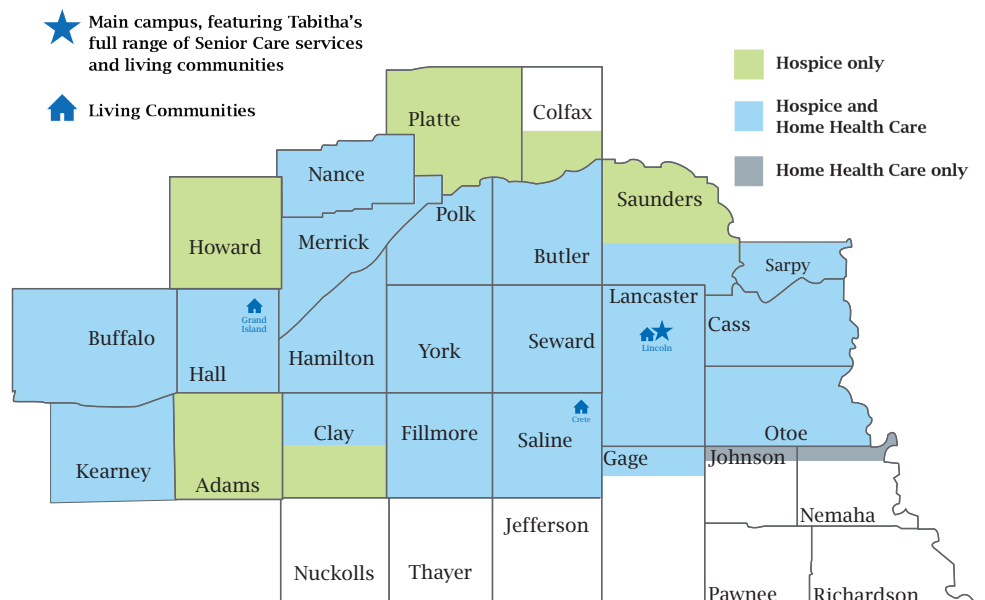 Main campus, featuring Tabitha's
full range of Senior Care services
and living communities
Living Communities
Hospice only
Hospice and
Home Health Care
Home Health Care only
Platte
Colfax
Nance
Saunders
Polk
Howard
Merrick
Butler
Sarpy
Lancaster
Grand
Island
Cass
Buffalo
Hamilton
York
Seward
Lincoln
Hall
Crete
Clay
Fillmore
Saline
Otoe
Kearney
Adams
Gage
Johnson
Nemaha
Jefferson
Nuckolls
Thayer
Pawnee
Richardson